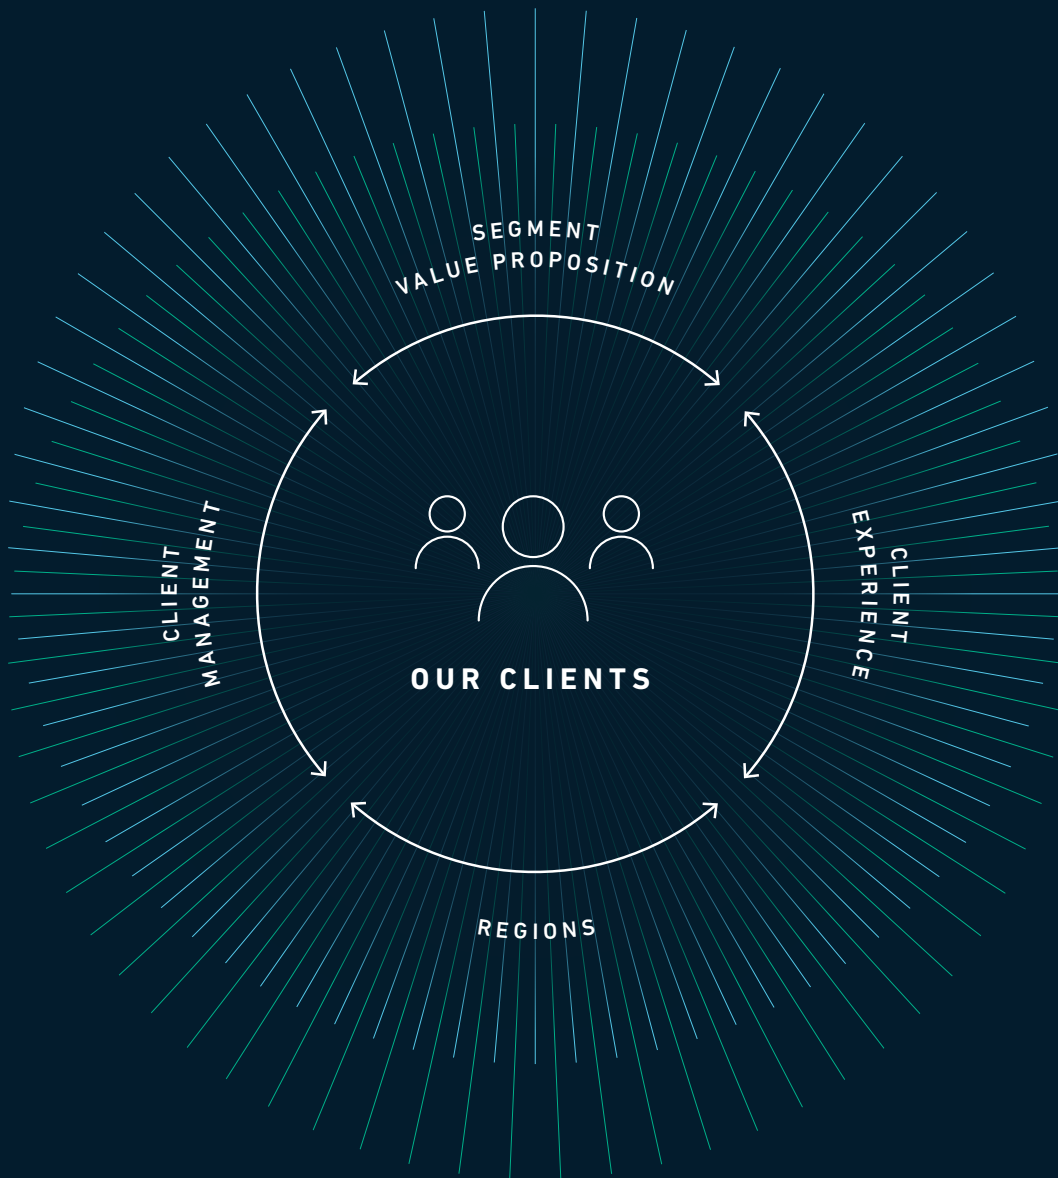 SEGMENT
VALUE PROPOSITION
CLIENT
MANAGEMENT
CLIENT
EXPERIENCE
OUR CLIENTS
REGIONS